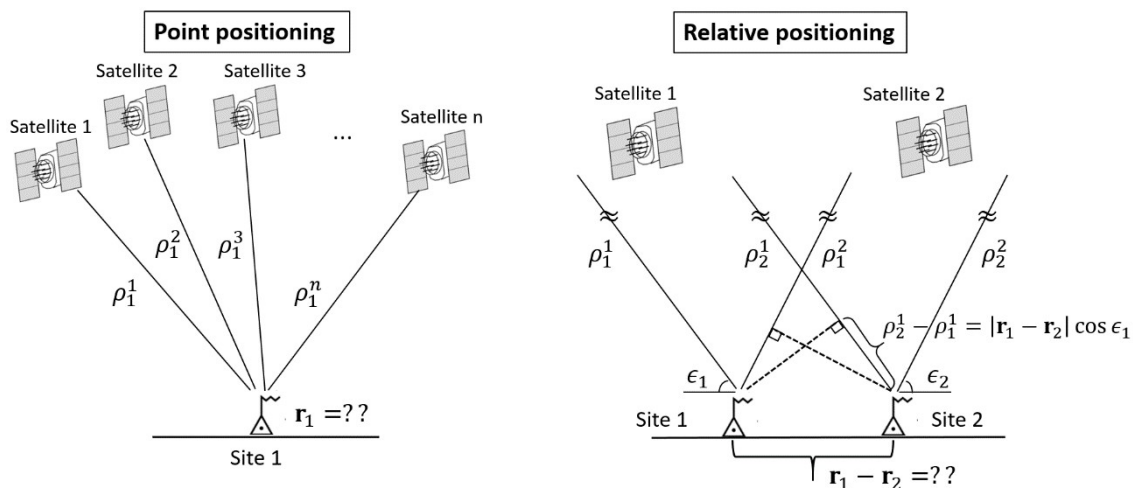 Point positioning
Satellite 1
Satellite 2
Satellite 3
...
Satellite n
ρ₁¹
ρ₁²
ρ₁³
ρ₁ⁿ
𝐫₁ =??
Site 1
Relative positioning
Satellite 1
Satellite 2
ρ₁¹
ρ₂¹
ρ₁²
ρ₂²
ρ₂¹ − ρ₁¹ = |𝐫₁ − 𝐫₂| cos ϵ₁
ϵ₁
ϵ₂
Site 1
Site 2
𝐫₁ − 𝐫₂ =??